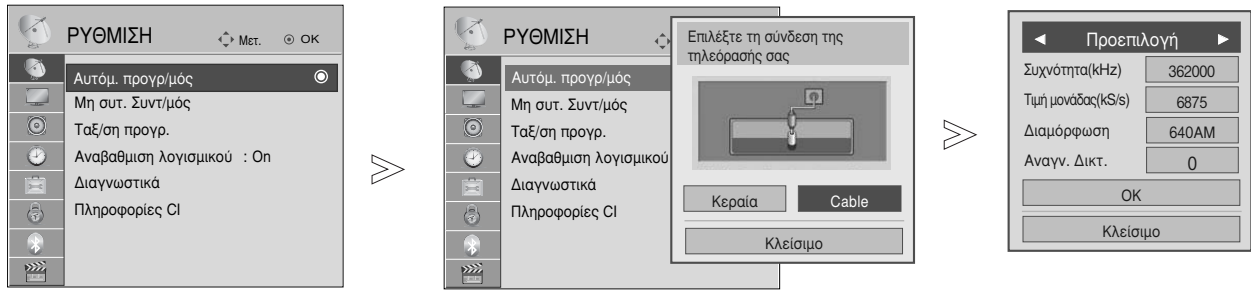 ΡΥΘΜΙΣΗ Μετ. OK
Αυτόμ. προγρ/μός
Μη συτ. Συντ/μός
Ταξ/ση προγρ.
Αναβαθμιση λογισμικού : On
Διαγνωστικά
Πληροφορίες CI
ΡΥΘΜΙΣΗ
Αυτόμ. προγρ/μός
Μη συτ. Συντ/μός
Ταξ/ση προγρ.
Αναβαθμιση λογισμικού
Διαγνωστικά
Πληροφορίες CI
Επιλέξτε τη σύνδεση της
τηλεόρασής σας
Κεραία Cable
Κλείσιμο
◄ Προεπιλογή ►
Συχνότητα(kHz) 362000
Τιμή μονάδας(kS/s) 6875
Διαμόρφωση 640AM
Αναγν. Δικτ. 0
OK
Κλείσιμο